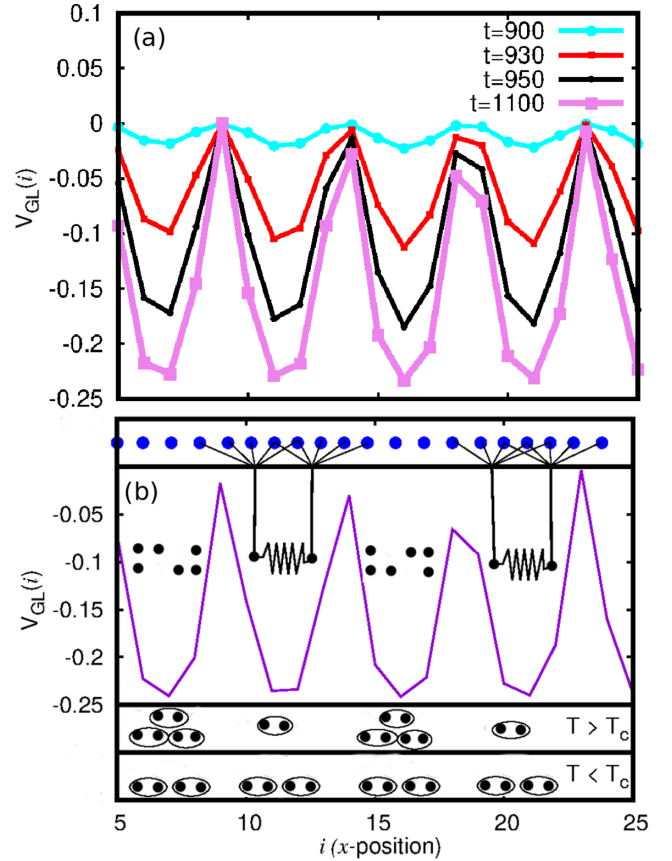 0.1
(a)
t=900
t=930
t=950
t=1100
0.05
0
-0.05
-0.1
-0.15
-0.2
-0.25
V_GL(i)
(b)
-0.05
-0.1
-0.15
-0.2
-0.25
V_GL(i)
T > T_c
T < T_c
5 10 15 20 25
i (x-position)